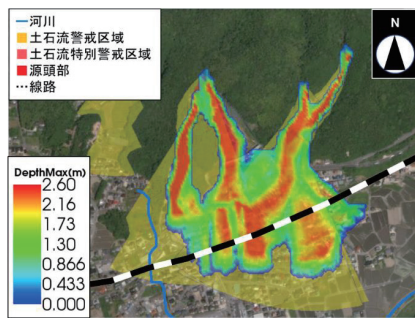 河川
土石流警戒区域
土石流特別警戒区域
源頭部
線路
N
DepthMax(m)
2.60
2.16
1.73
1.30
0.866
0.433
0.000